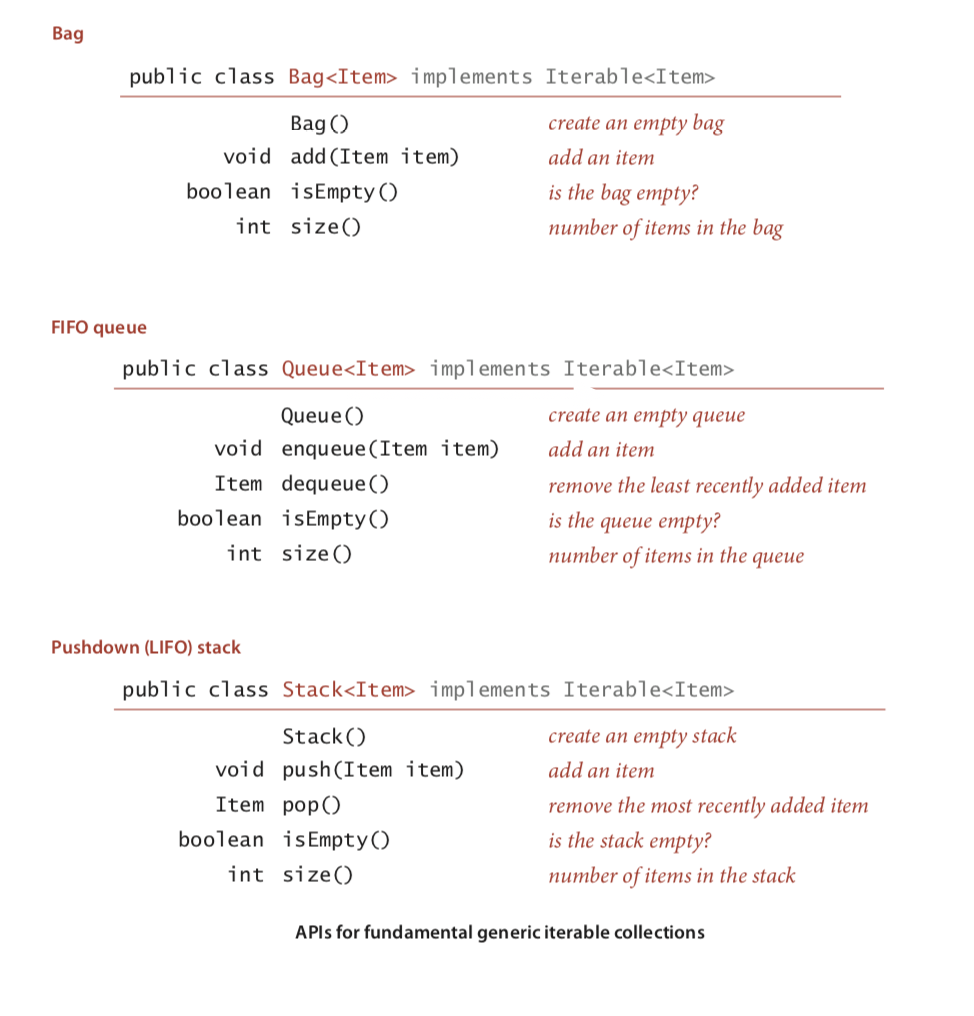 Bag
public class Bag<Item> implements Iterable<Item>
Bag() create an empty bag
void add(Item item) add an item
boolean isEmpty() is the bag empty?
int size() number of items in the bag
FIFO queue
public class Queue<Item> implements Iterable<Item>
Queue() create an empty queue
void enqueue(Item item) add an item
Item dequeue() remove the least recently added item
boolean isEmpty() is the queue empty?
int size() number of items in the queue
Pushdown (LIFO) stack
public class Stack<Item> implements Iterable<Item>
Stack() create an empty stack
void push(Item item) add an item
Item pop() remove the most recently added item
boolean isEmpty() is the stack empty?
int size() number of items in the stack
APIs for fundamental generic iterable collections